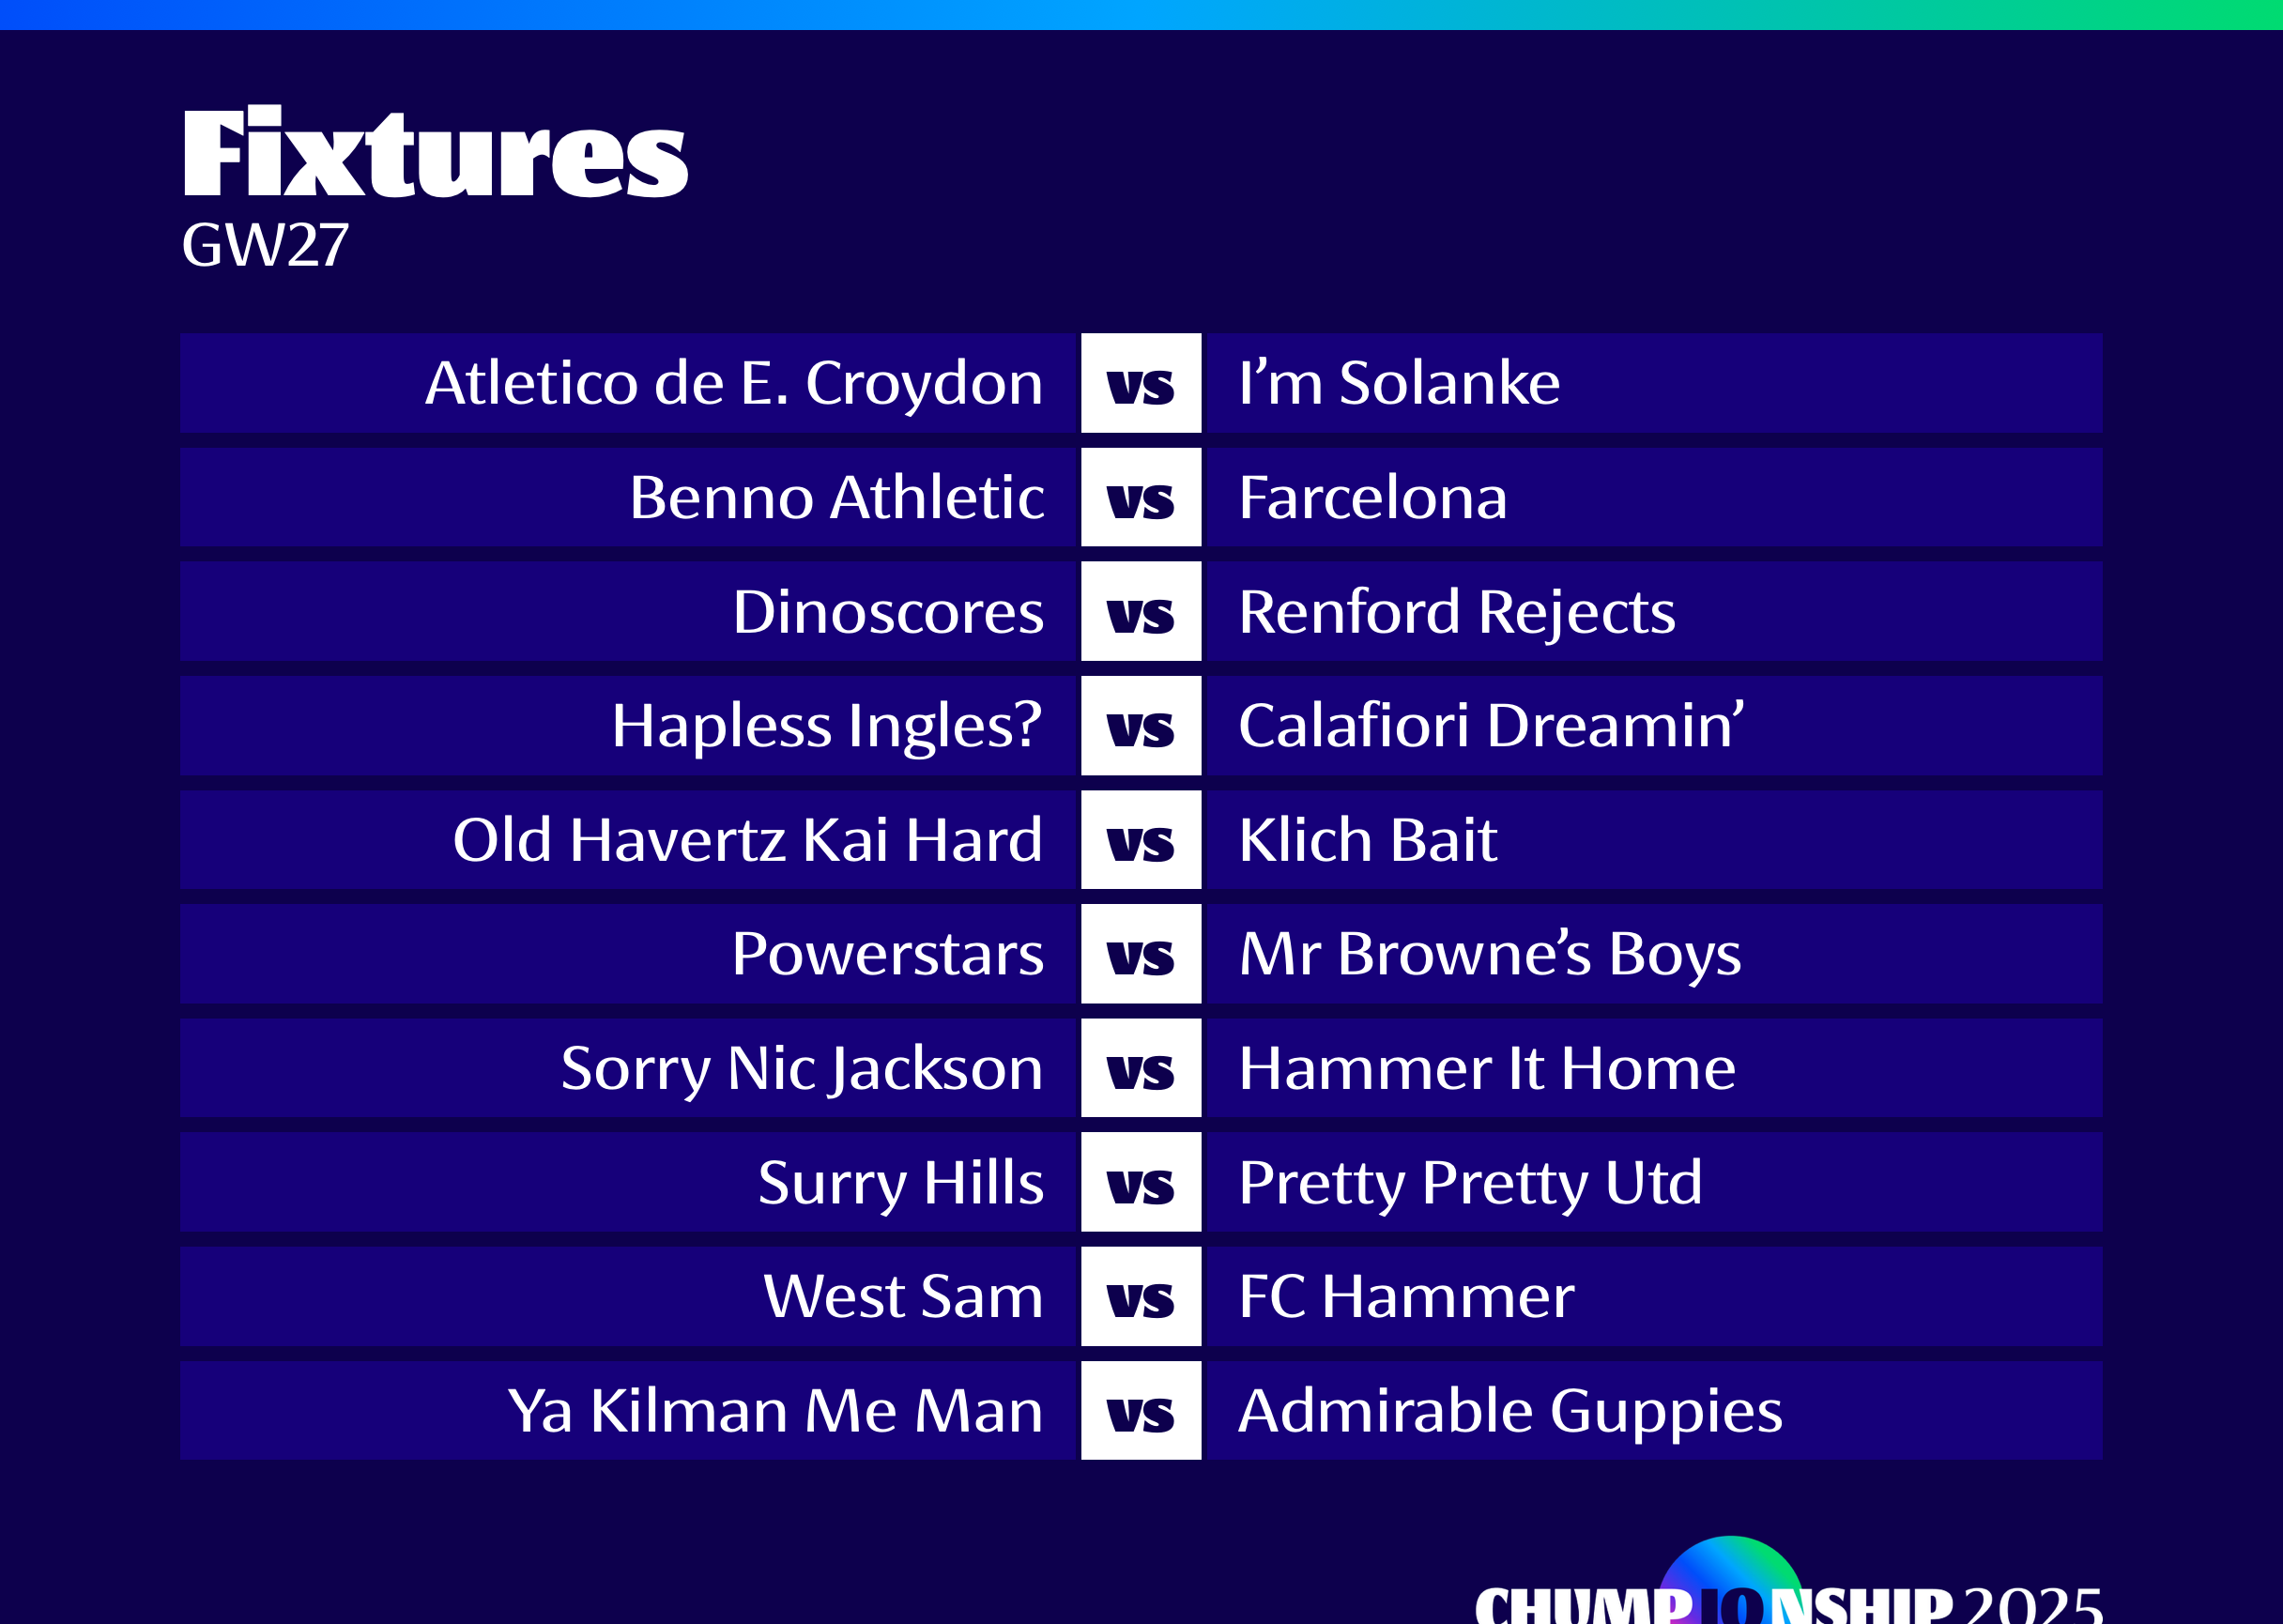 Fixtures
GW27
Atletico de E. Croydon vs I’m Solanke
Benno Athletic vs Farcelona
Dinoscores vs Renford Rejects
Hapless Ingles? vs Calafiori Dreamin’
Old Havertz Kai Hard vs Klich Bait
Powerstars vs Mr Browne’s Boys
Sorry Nic Jackson vs Hammer It Home
Surry Hills vs Pretty Pretty Utd
West Sam vs FC Hammer
Ya Kilman Me Man vs Admirable Guppies
CHUMPIONSHIP 2025